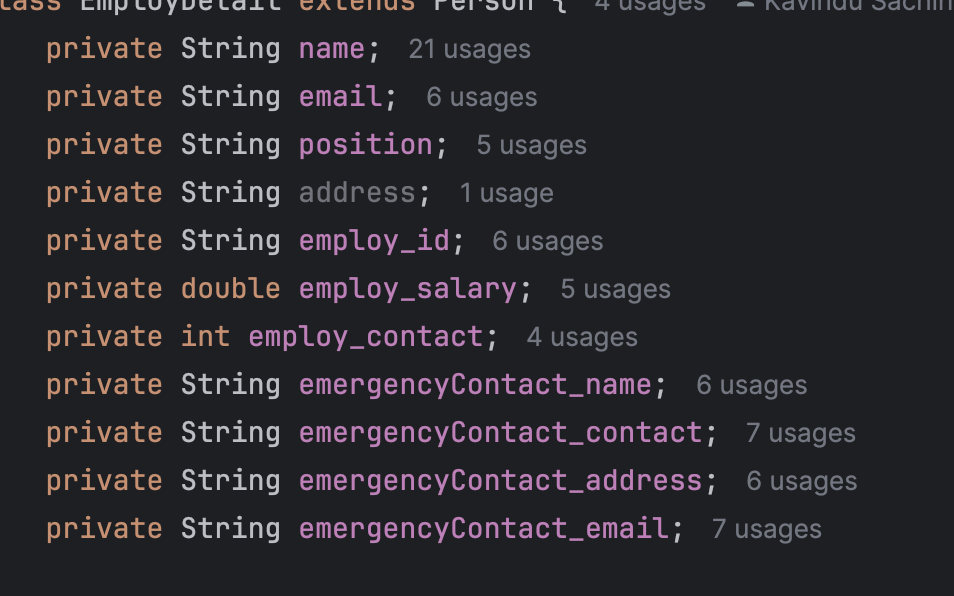 class EmployDetail extends Person { 4 usages Kavindu Sachin
private String name; 21 usages
private String email; 6 usages
private String position; 5 usages
private String address; 1 usage
private String employ_id; 6 usages
private double employ_salary; 5 usages
private int employ_contact; 4 usages
private String emergencyContact_name; 6 usages
private String emergencyContact_contact; 7 usages
private String emergencyContact_address; 6 usages
private String emergencyContact_email; 7 usages